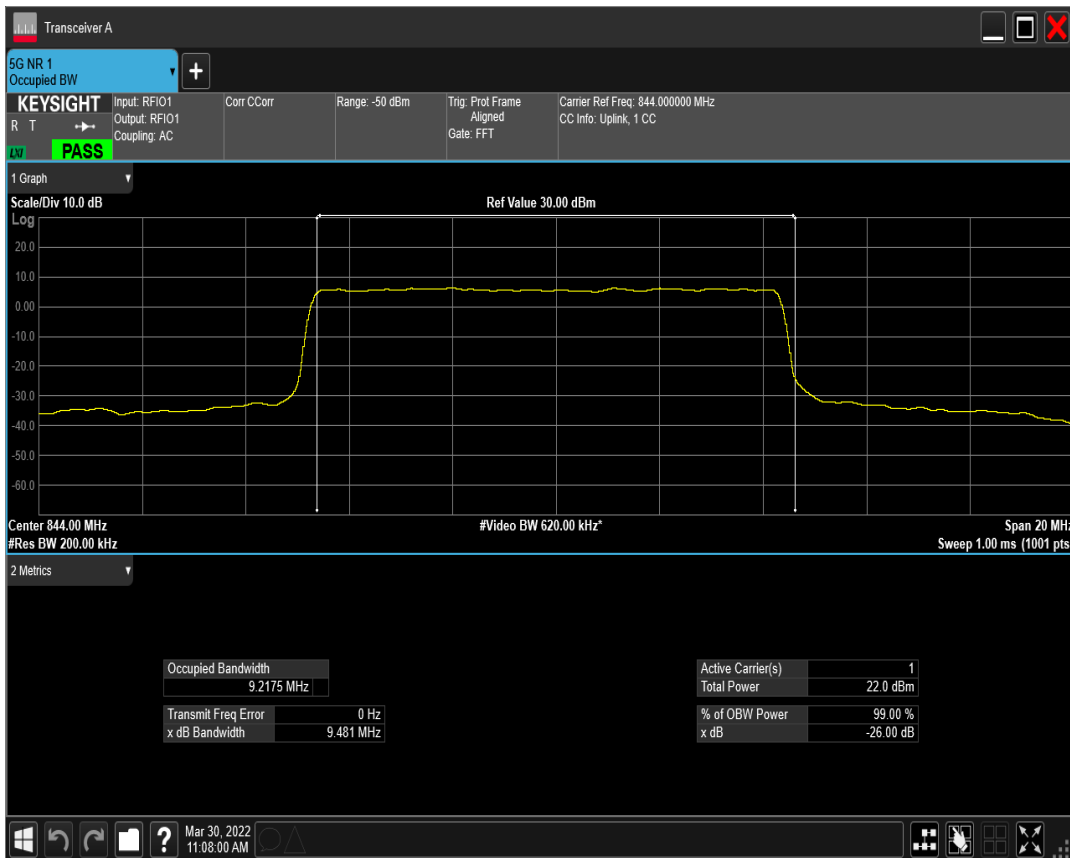 Transceiver A
5G NR 1
Occupied BW
KEYSIGHT
R T
LXI
PASS
Input: RFIO1
Output: RFIO1
Coupling: AC
Corr CCorr
Range: -50 dBm
Trig: Prot Frame
Aligned
Gate: FFT
Carrier Ref Freq: 844.000000 MHz
CC Info: Uplink, 1 CC
1 Graph
Scale/Div 10.0 dB
Ref Value 30.00 dBm
Log
20.0
10.0
0.00
-10.0
-20.0
-30.0
-40.0
-50.0
-60.0
Center 844.00 MHz
#Video BW 620.00 kHz*
Span 20 MHz
#Res BW 200.00 kHz
Sweep 1.00 ms (1001 pts
2 Metrics
Occupied Bandwidth
9.2175 MHz
Transmit Freq Error 0 Hz
x dB Bandwidth 9.481 MHz
Active Carrier(s) 1
Total Power 22.0 dBm
% of OBW Power 99.00 %
x dB -26.00 dB
?
Mar 30, 2022
11:08:00 AM